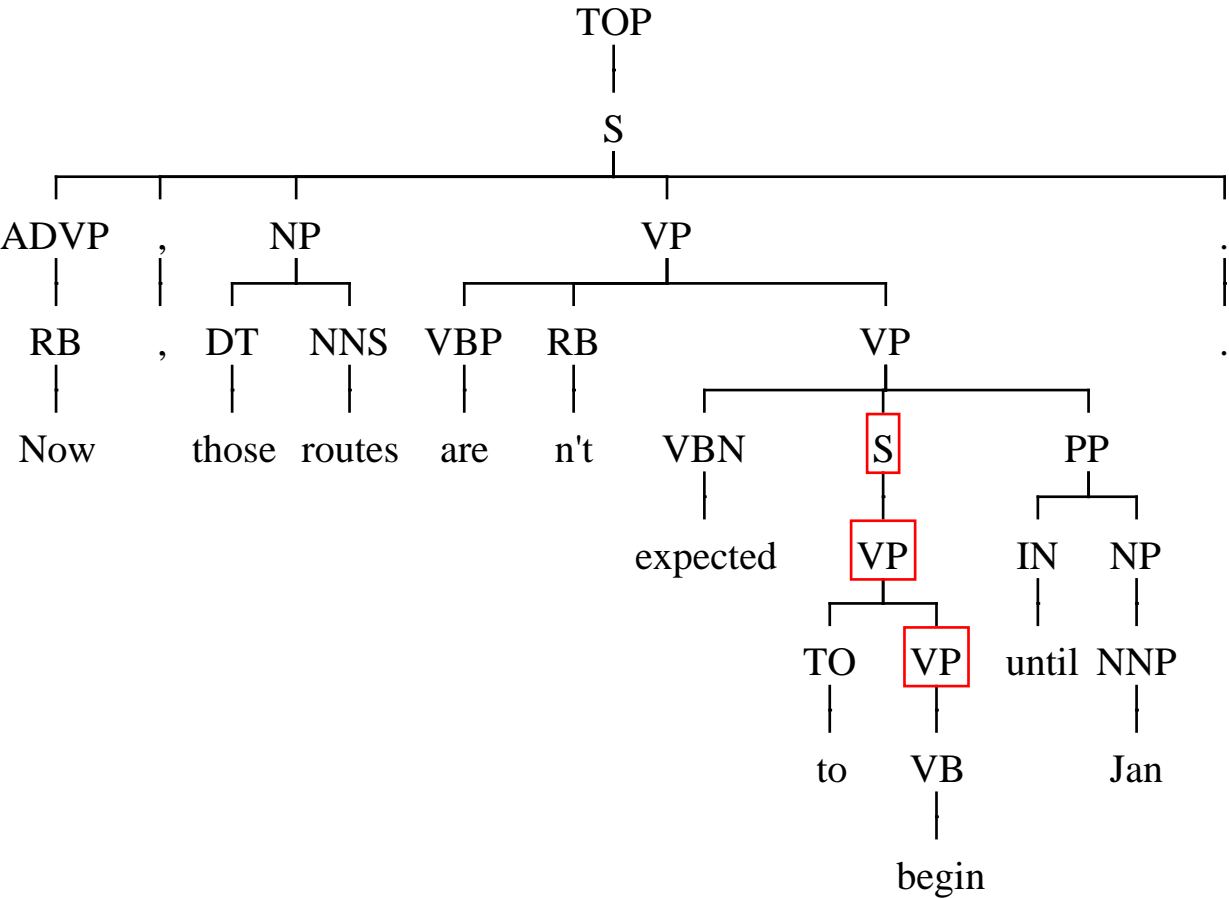 TOP
S
ADVP , NP VP .
RB , DT NNS VBP RB VP .
Now those routes are n't VBN S PP
expected VP IN NP
TO VP until NNP
to VB Jan
begin